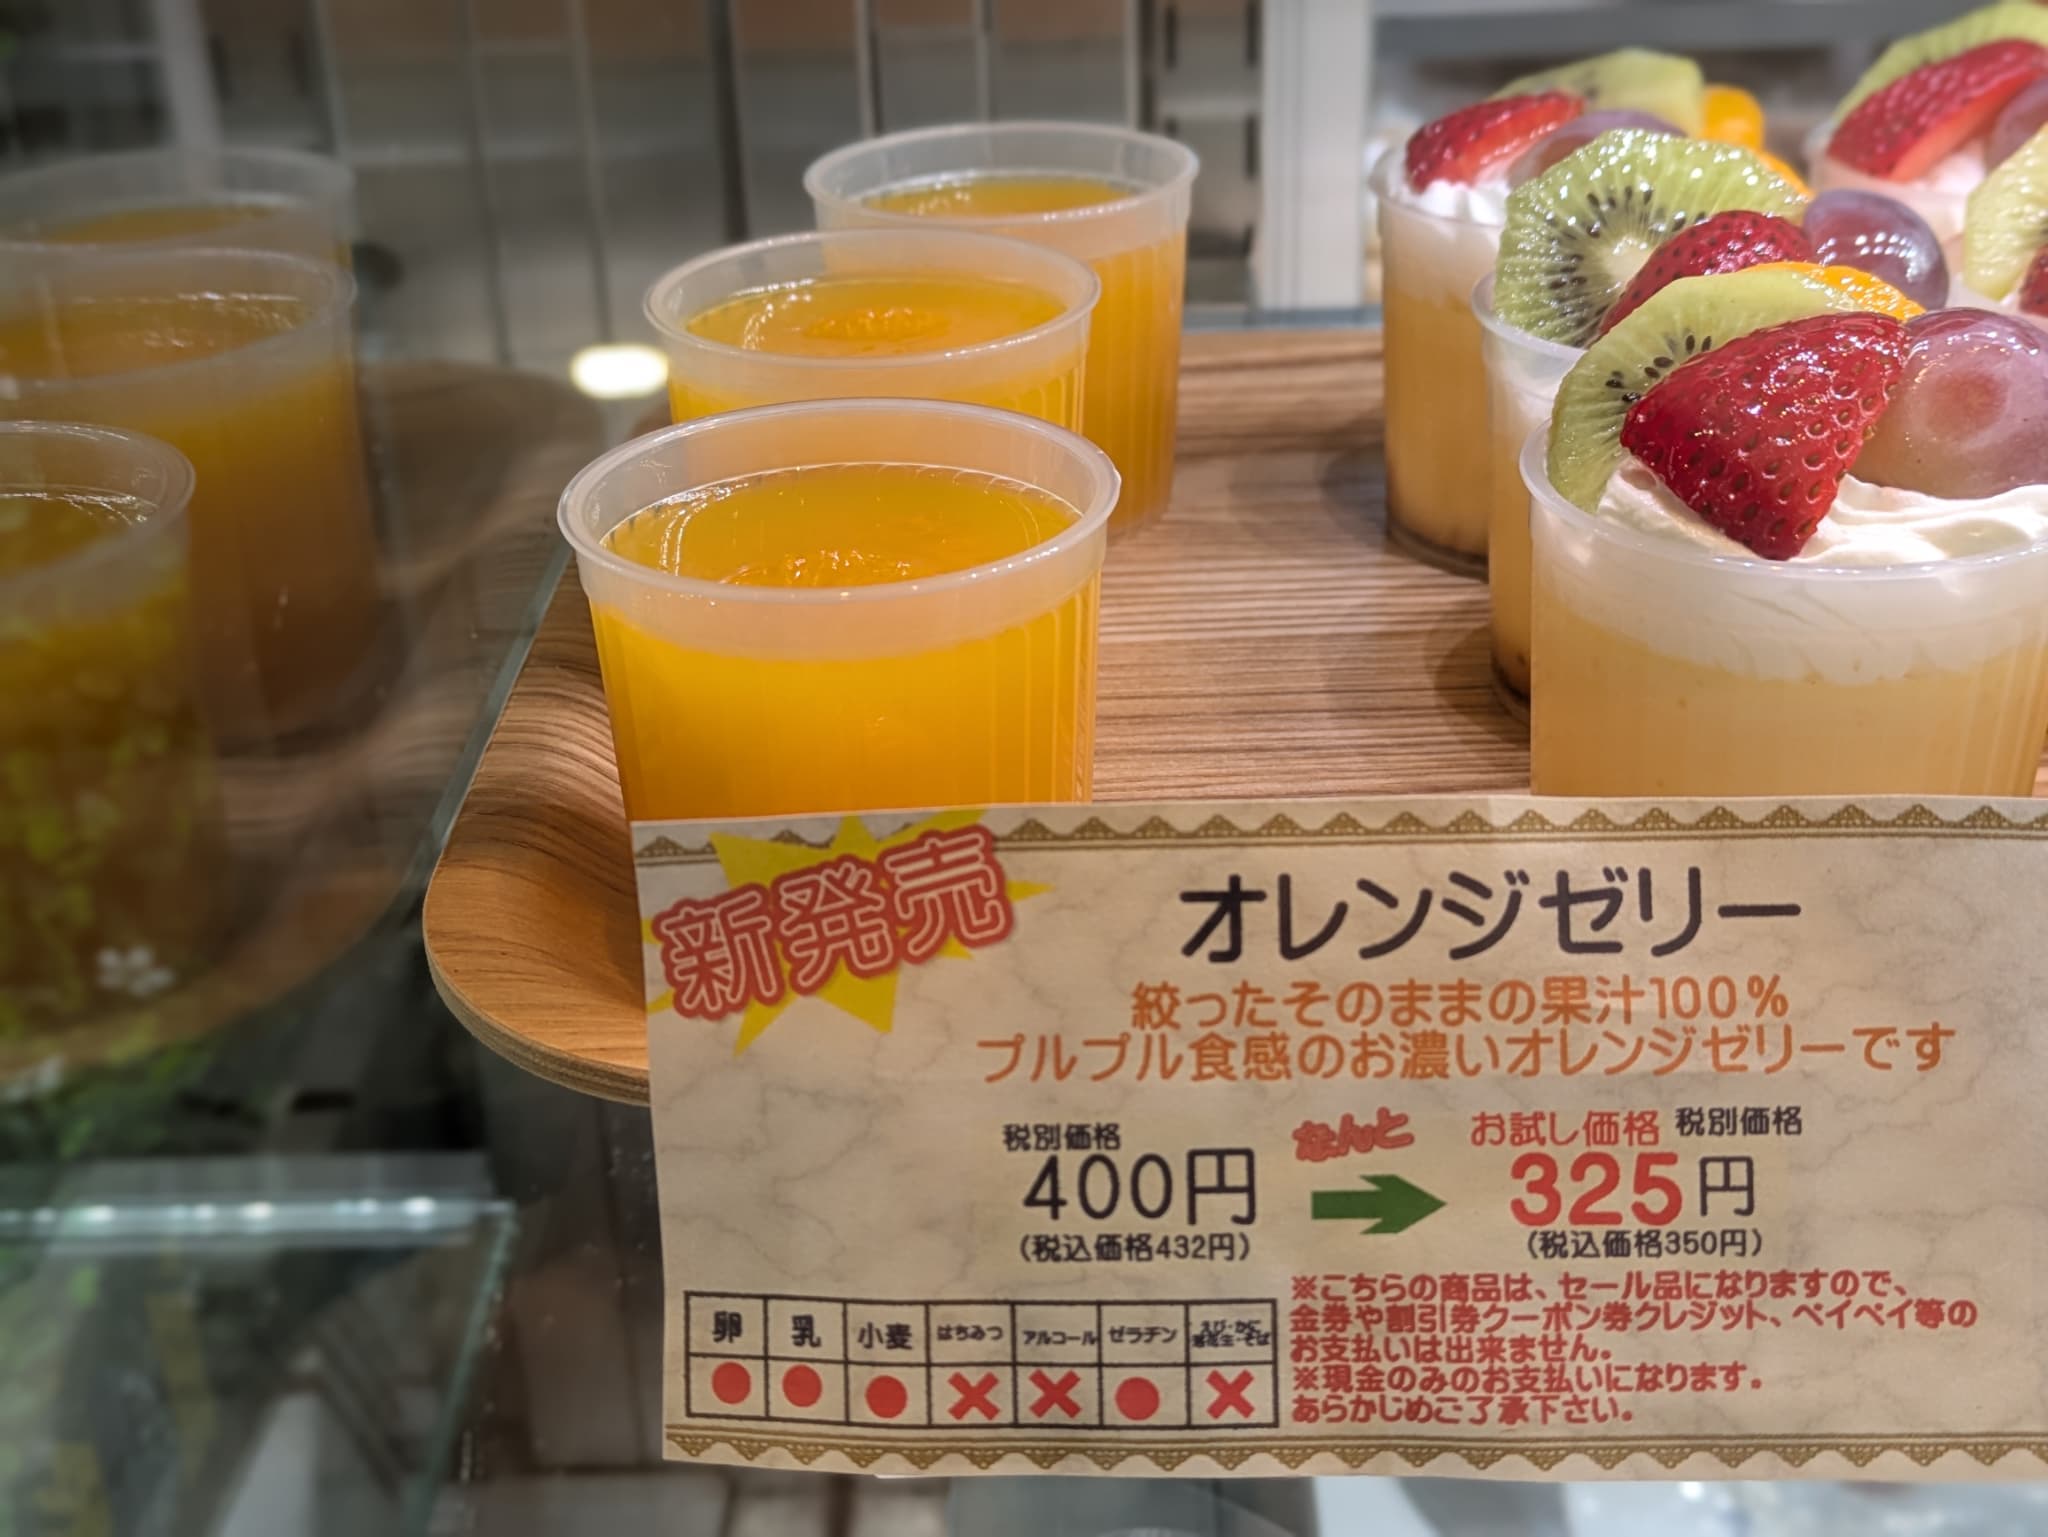 新発売
オレンジゼリー
絞ったそのままの果汁100%
プルプル食感のお濃いオレンジゼリーです
税別価格
400円
(税込価格432円)
なんと
お試し価格 税別価格
325円
(税込価格350円)
卵 乳 小麦 はちみつ アルコール ゼラチン えび・かに
落花生・そば
● ● ● × × ● ×
※こちらの商品は、セール品になりますので、
金券や割引券クーポン券クレジット、ペイペイ等の
お支払いは出来ません。
※現金のみのお支払いになります。
あらかじめご了承下さい。